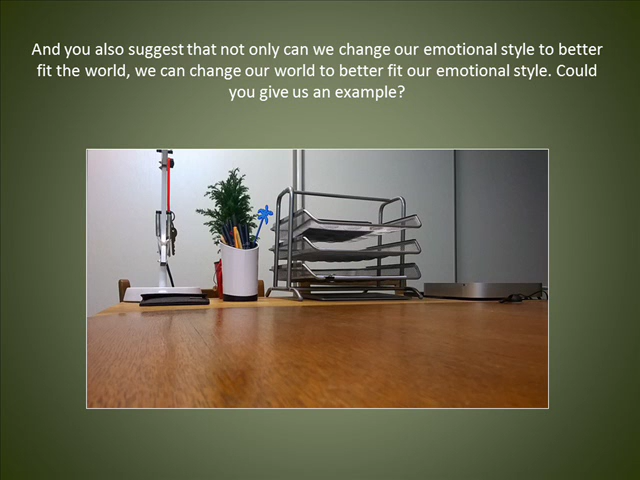 And you also suggest that not only can we change our emotional style to better
fit the world, we can change our world to better fit our emotional style. Could
you give us an example?